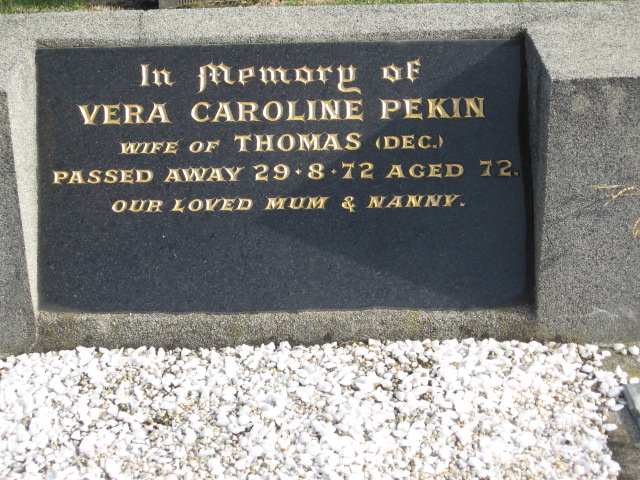 In Memory of
VERA CAROLINE PEKIN
WIFE OF THOMAS (DEC.)
PASSED AWAY 29·8·72 AGED 72.
OUR LOVED MUM & NANNY.